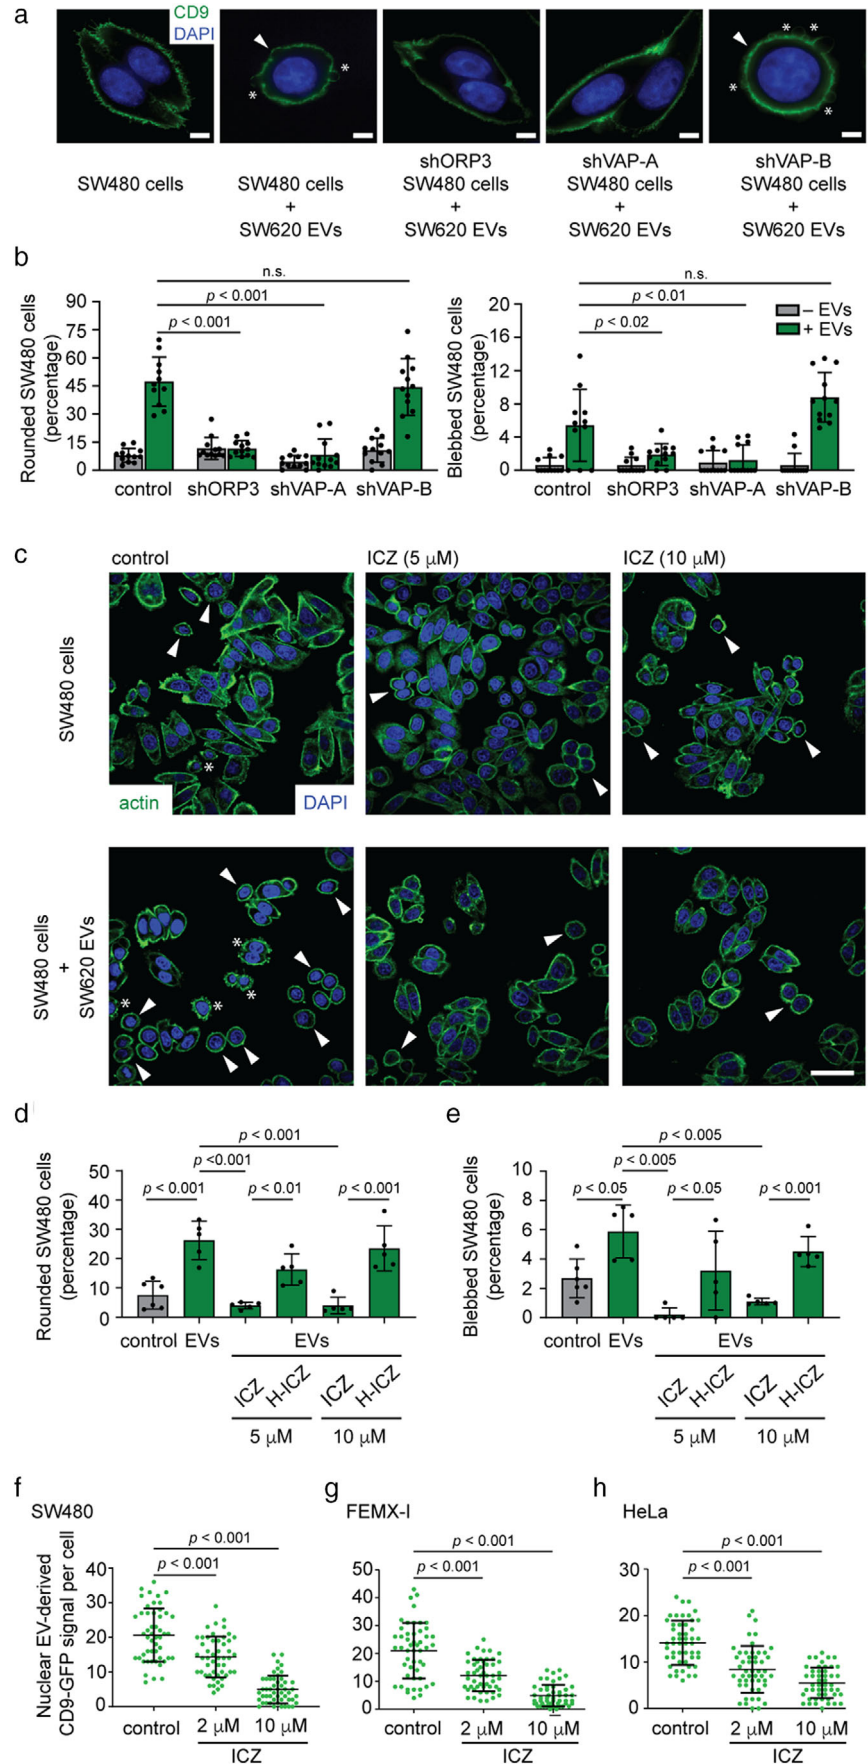 a
CD9
DAPI
*
*
*
*
*
*
SW480 cells
SW480 cells
+
SW620 EVs
shORP3
SW480 cells
+
SW620 EVs
shVAP-A
SW480 cells
+
SW620 EVs
shVAP-B
SW480 cells
+
SW620 EVs
b
Rounded SW480 cells
(percentage)
n.s.
p < 0.001
p < 0.001
90
75
60
45
30
15
0
control
shORP3
shVAP-A
shVAP-B
Blebbed SW480 cells
(percentage)
n.s.
p < 0.01
p < 0.02
– EVs
+ EVs
20
16
12
8
4
0
control
shORP3
shVAP-A
shVAP-B
c
control
ICZ (5 µM)
ICZ (10 µM)
SW480 cells
*
actin
DAPI
SW480 cells
+
SW620 EVs
*
*
*
*
*
d
Rounded SW480 cells
(percentage)
p < 0.001
p <0.001
p < 0.001
p < 0.01
p < 0.001
50
40
30
20
10
0
control
EVs
EVs
ICZ
H-ICZ
ICZ
H-ICZ
5 µM
10 µM
e
Blebbed SW480 cells
(percentage)
p < 0.005
p < 0.005
p < 0.05
p < 0.05
p < 0.001
10
8
6
4
2
0
control
EVs
EVs
ICZ
H-ICZ
ICZ
H-ICZ
5 µM
10 µM
f
SW480
Nuclear EV-derived
CD9-GFP signal per cell
p < 0.001
p < 0.001
40
30
20
10
0
control
2 µM
10 µM
ICZ
g
FEMX-I
p < 0.001
p < 0.001
50
40
30
20
10
0
control
2 µM
10 µM
ICZ
h
HeLa
p < 0.001
p < 0.001
30
20
10
0
control
2 µM
10 µM
ICZ